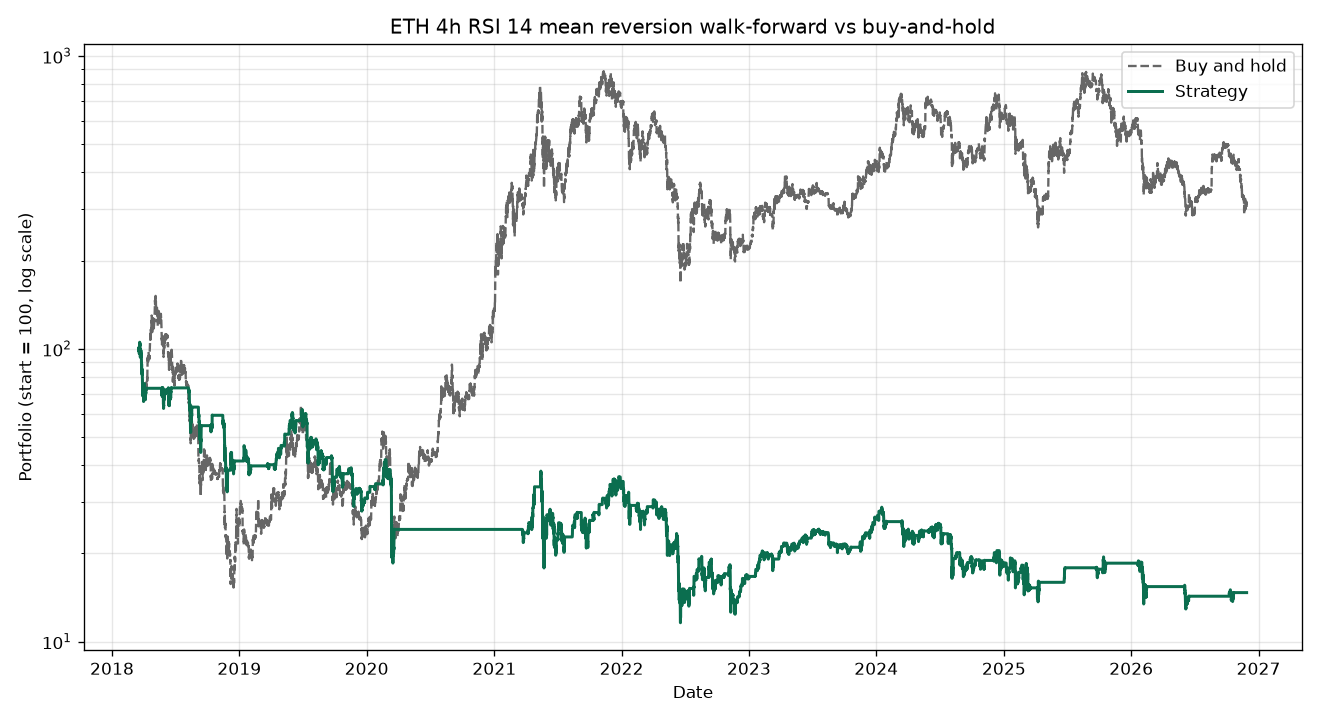 ETH 4h RSI 14 mean reversion walk-forward vs buy-and-hold
Buy and hold
Strategy
Portfolio (start = 100, log scale)
10³
10²
10¹
2018 2019 2020 2021 2022 2023 2024 2025 2026 2027
Date